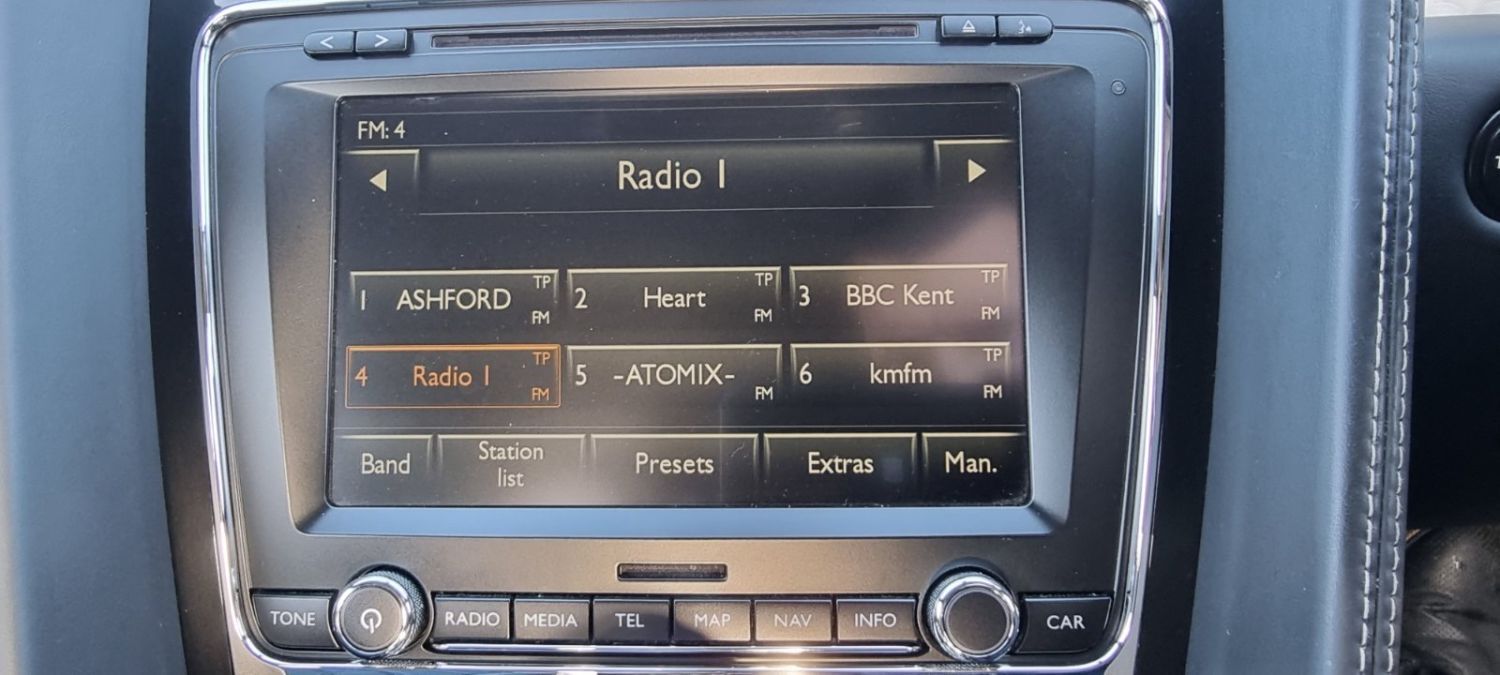 < >
FM: 4
Radio 1
1 ASHFORD TP FM
2 Heart TP FM
3 BBC Kent TP FM
4 Radio 1 TP FM
5 -ATOMIX- FM
6 kmfm TP FM
Band
Station
list
Presets
Extras
Man.
TONE RADIO MEDIA TEL MAP NAV INFO CAR